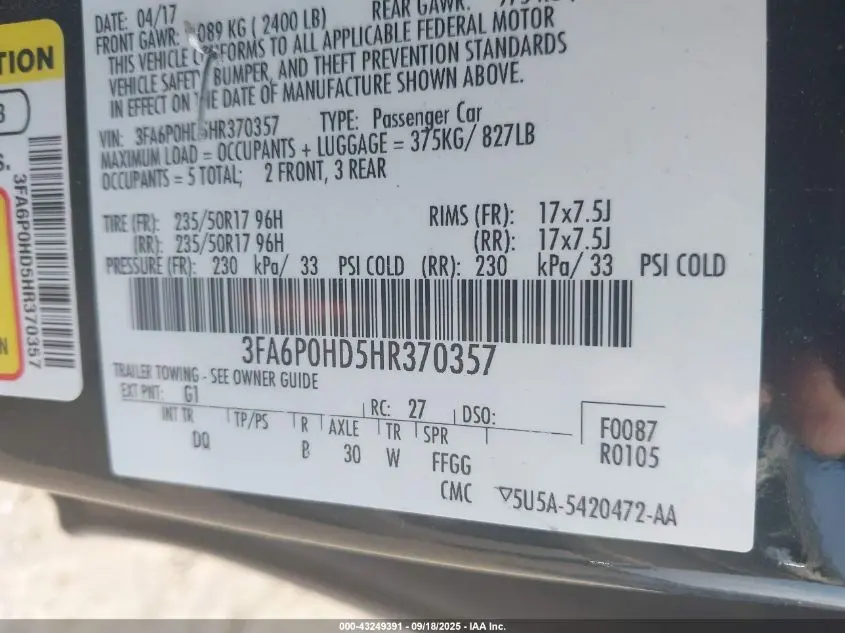 DATE: 04/17
REAR GAWR:
FRONT GAWR: 089 KG ( 2400 LB)
THIS VEHICLE CONFORMS TO ALL APPLICABLE FEDERAL MOTOR
VEHICLE SAFETY BUMPER, AND THEFT PREVENTION STANDARDS
IN EFFECT ON THE DATE OF MANUFACTURE SHOWN ABOVE.
VIN: 3FA6P0HD5HR370357 TYPE: Passenger Car
MAXIMUM LOAD = OCCUPANTS + LUGGAGE = 375KG/ 827LB
OCCUPANTS = 5 TOTAL; 2 FRONT, 3 REAR
TIRE (FR): 235/50R17 96H RIMS (FR): 17x7.5J
(RR): 235/50R17 96H (RR): 17x7.5J
PRESSURE (FR): 230 kPa/ 33 PSI COLD (RR): 230 kPa/ 33 PSI COLD
3FA6P0HD5HR370357
TRAILER TOWING - SEE OWNER GUIDE
EXT PNT: G1 RC: 27 DSO:
INT TR TP/PS R AXLE TR SPR
DQ B 30 W FFGG
F0087
R0105
CMC ▽5U5A-5420472-AA
TION
3
S.
3FA6P0HD5HR370357
N
000-43249391 - 09/18/2025 - IAA Inc.